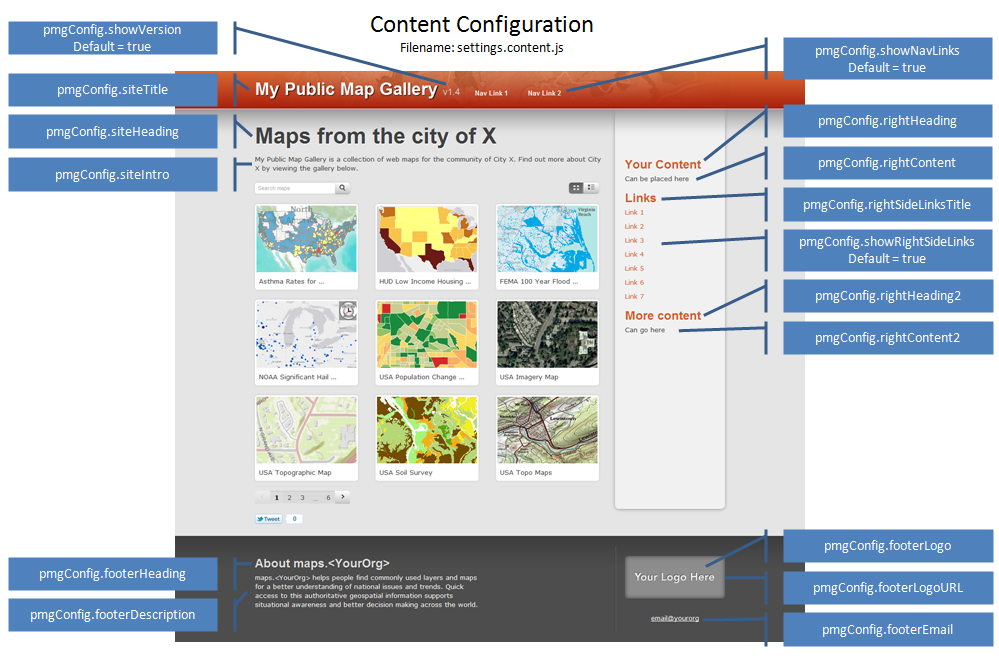 Content Configuration
Filename: settings.content.js
pmgConfig.showVersion
Default = true
pmgConfig.siteTitle
pmgConfig.siteHeading
pmgConfig.siteIntro
pmgConfig.showNavLinks
Default = true
pmgConfig.rightHeading
pmgConfig.rightContent
pmgConfig.rightSideLinksTitle
pmgConfig.showRightSideLinks
Default = true
pmgConfig.rightHeading2
pmgConfig.rightContent2
My Public Map Gallery v1.4 Nav Link 1 Nav Link 2
Maps from the city of X
My Public Map Gallery is a collection of web maps for the community of City X. Find out more about City
X by viewing the gallery below.
Search maps
North
Virginia
Beach
Asthma Rates for ...
HUD Low Income Housing ...
FEMA 100 Year Flood ...
NOAA Significant Hail ...
USA Population Change ...
USA Imagery Map
USA Topographic Map
USA Soil Survey
USA Topo Maps
1 2 3 ... 6 >
Tweet 0
Your Content
Can be placed here
Links
Link 1
Link 2
Link 3
Link 4
Link 5
Link 6
Link 7
More content
Can go here
pmgConfig.footerHeading
pmgConfig.footerDescription
About maps.<YourOrg>
maps.<YourOrg> helps people find commonly used layers and maps
for a better understanding of national issues and trends. Quick
access to this authoritative geospatial information supports
situational awareness and better decision making across the world.
Your Logo Here
email@yourorg
pmgConfig.footerLogo
pmgConfig.footerLogoURL
pmgConfig.footerEmail